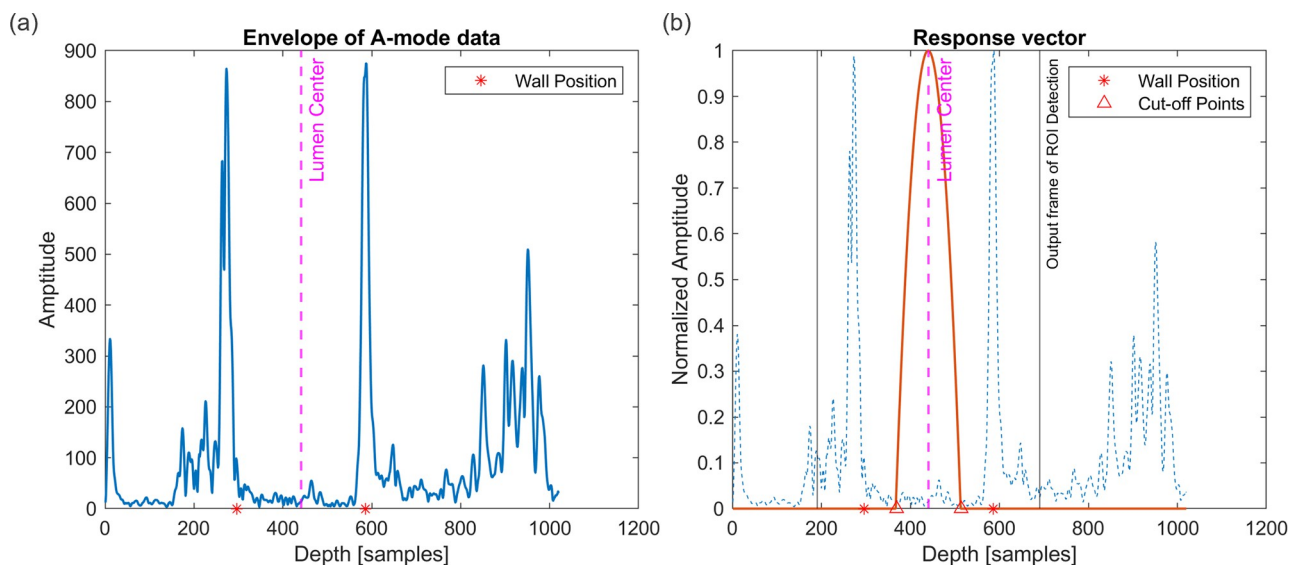 (a)
Envelope of A-mode data
900
800
700
600
500
400
300
200
100
0
Amptitude
0
200
400
600
800
1000
1200
Depth [samples]
Lumen Center
Wall Position
(b)
Response vector
1
0.9
0.8
0.7
0.6
0.5
0.4
0.3
0.2
0.1
0
Normalized Amptitude
0
200
400
600
800
1000
1200
Depth [samples]
Lumen Center
Output frame of ROI Detection
Wall Position
Cut-off Points